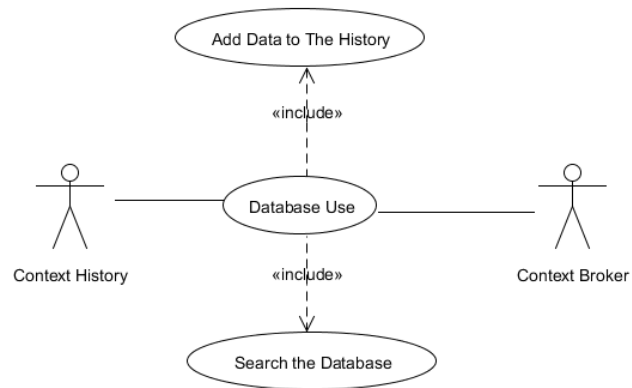 Add Data to The History
«include»
Database Use
Context History
Context Broker
«include»
Search the Database